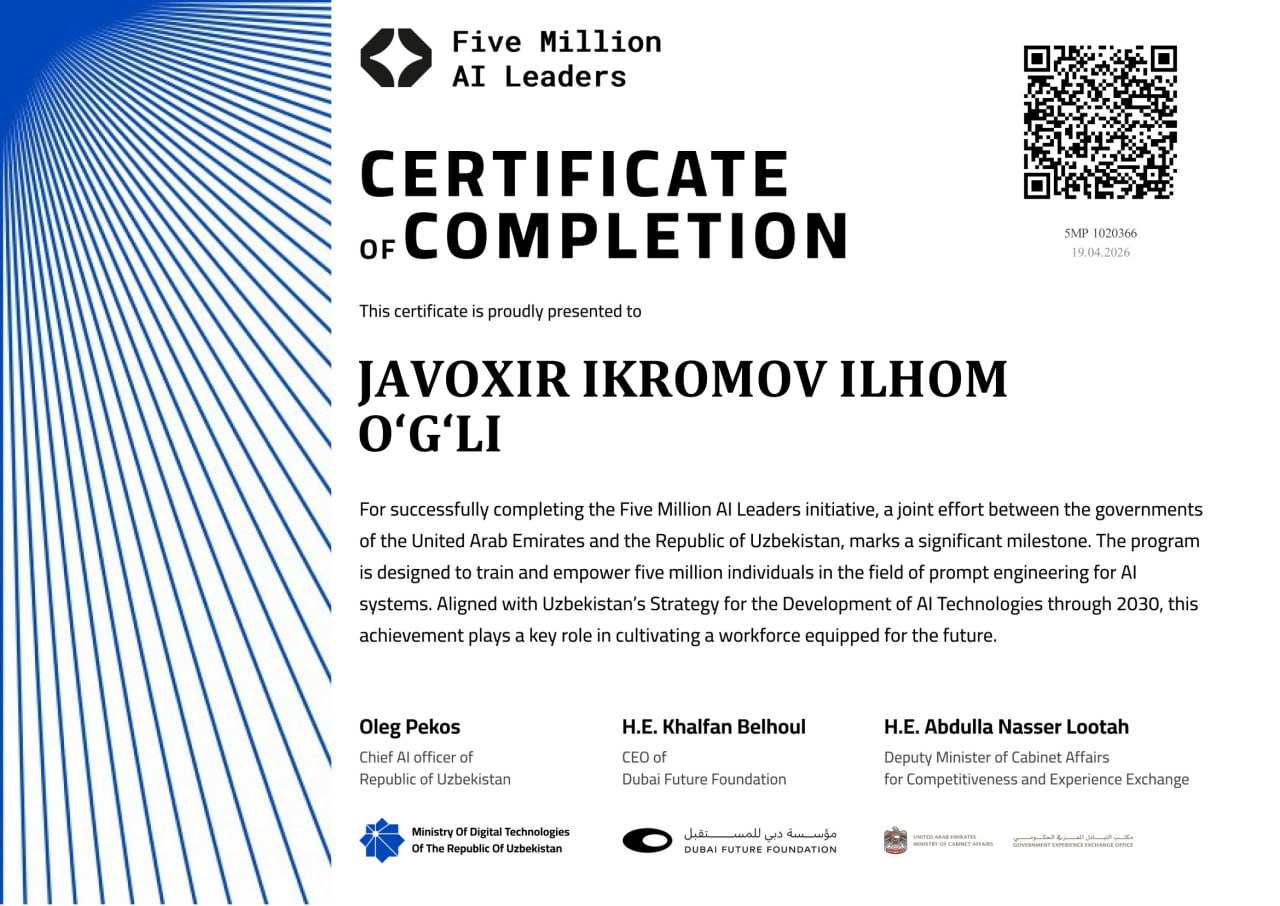 Five Million
AI Leaders
5MP 1020366
19.04.2026
CERTIFICATE
OF COMPLETION
This certificate is proudly presented to
JAVOXIR IKROMOV ILHOM
O‘G‘LI
For successfully completing the Five Million AI Leaders initiative, a joint effort between the governments
of the United Arab Emirates and the Republic of Uzbekistan, marks a significant milestone. The program
is designed to train and empower five million individuals in the field of prompt engineering for AI
systems. Aligned with Uzbekistan’s Strategy for the Development of AI Technologies through 2030, this
achievement plays a key role in cultivating a workforce equipped for the future.
Oleg Pekos
Chief AI officer of
Republic of Uzbekistan
H.E. Khalfan Belhoul
CEO of
Dubai Future Foundation
H.E. Abdulla Nasser Lootah
Deputy Minister of Cabinet Affairs
for Competitiveness and Experience Exchange
Ministry Of Digital Technologies
Of The Republic Of Uzbekistan
مؤسسة دبي للمستقبل
DUBAI FUTURE FOUNDATION
UNITED ARAB EMIRATES
MINISTRY OF CABINET AFFAIRS
مكتب التبادل المعرفي الحكومي
GOVERNMENT EXPERIENCE EXCHANGE OFFICE